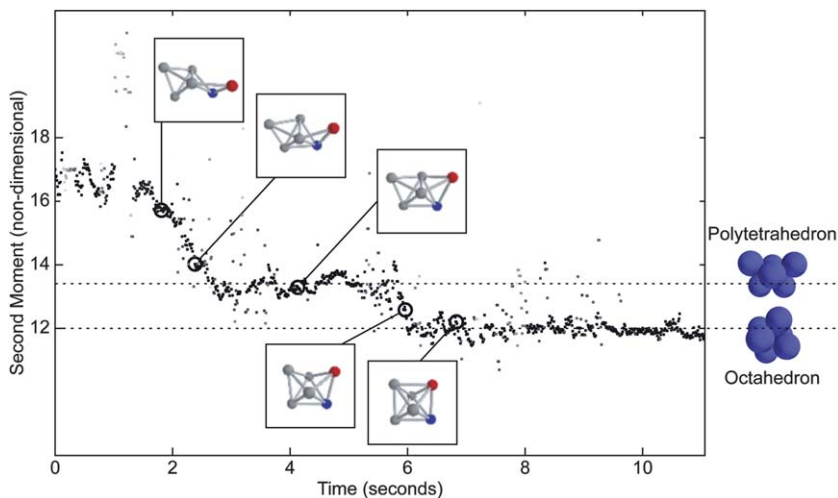 Second Moment (non-dimensional)
18
16
14
12
0
2
4
6
8
10
Time (seconds)
Polytetrahedron
Octahedron